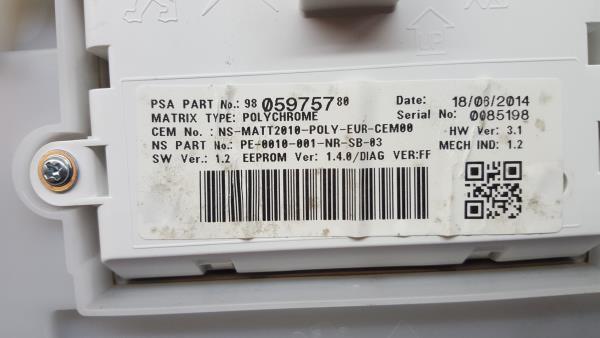 UP
PSA PART No.: 98 059757 80 Date: 18/06/2014
MATRIX TYPE: POLYCHROME Serial No: 0085198
CEM No.: NS-MATT2010-POLY-EUR-CEM00 HW Ver: 3.1
NS PART No.: PE-0010-001-NR-SB-03 MECH IND: 1.2
SW Ver.: 1.2 EEPROM Ver: 1.4.0/DIAG VER:FF